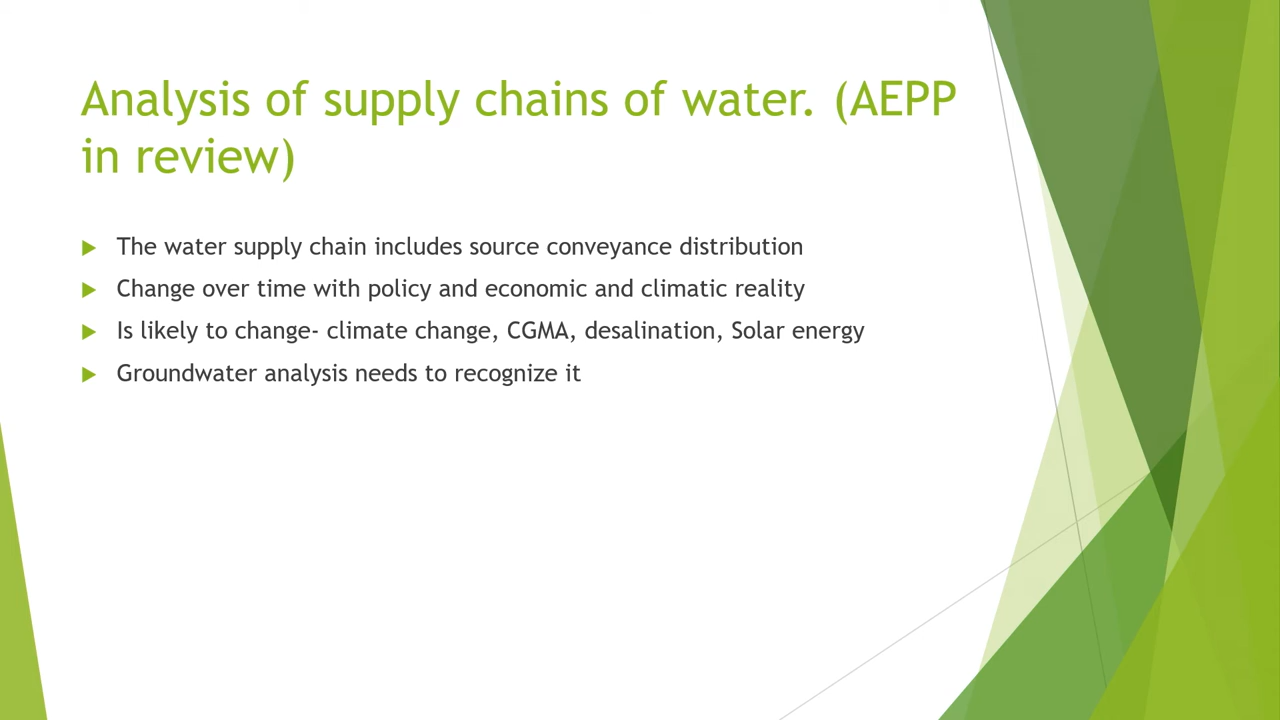 Analysis of supply chains of water. (AEPP
in review)
The water supply chain includes source conveyance distribution
Change over time with policy and economic and climatic reality
Is likely to change- climate change, CGMA, desalination, Solar energy
Groundwater analysis needs to recognize it